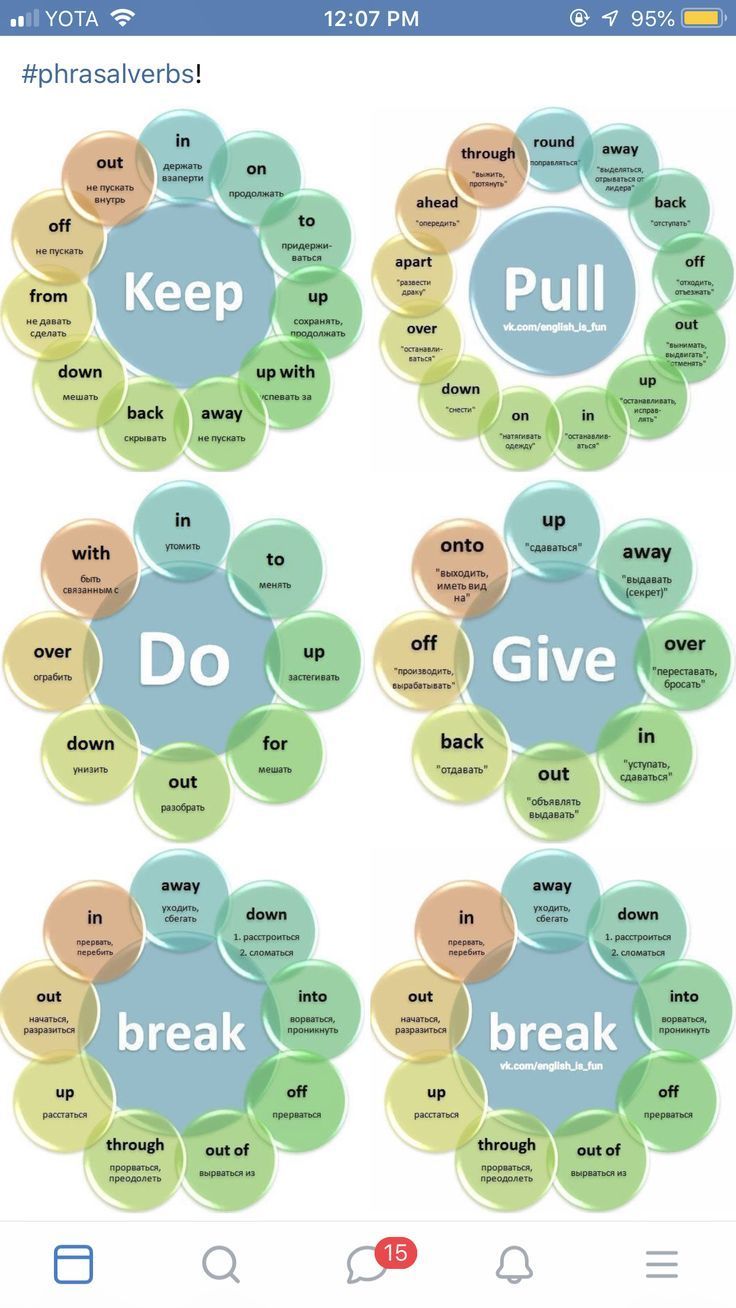 YOTA
12:07 PM
95%
#phrasalverbs!
Keep
in
держать
взаперти
on
продолжать
to
придержи-
ваться
up
сохранять,
продолжать
up with
успевать за
away
не пускать
back
скрывать
down
мешать
from
не давать
сделать
off
не пускать
out
не пускать
внутрь
Pull
vk.com/english_is_fun
round
"поправляться"
away
"выделяться,
отрываться от
лидера"
back
"отступать"
off
"отходить,
отъезжать"
out
"вынимать,
выдвигать",
"отменять"
up
"останавливать,
исправ-
лять"
in
"останавлив-
аться"
on
"натягивать
одежду"
down
"снести"
over
"останавли-
ваться"
apart
"развести
драку"
ahead
"опередить"
through
"выжить,
протянуть"
Do
in
утомить
to
менять
up
застегивать
for
мешать
out
разобрать
down
унизить
over
ограбить
with
быть
связанным с
Give
up
"сдаваться"
away
"выдавать
(секрет)"
over
"переставать,
бросать"
in
"уступать,
сдаваться"
out
"объявлять
выдавать"
back
"отдавать"
off
"производить,
вырабатывать"
onto
"выходить,
иметь вид
на"
break
away
уходить,
сбегать
down
1. расстроиться
2. сломаться
into
ворваться,
проникнуть
off
прерваться
out of
вырваться из
through
прорваться,
преодолеть
up
расстаться
out
начаться,
разразиться
in
прервать,
перебить
break
vk.com/english_is_fun
away
уходить,
сбегать
down
1. расстроиться
2. сломаться
into
ворваться,
проникнуть
off
прерваться
out of
вырваться из
through
прорваться,
преодолеть
up
расстаться
out
начаться,
разразиться
in
прервать,
перебить
15